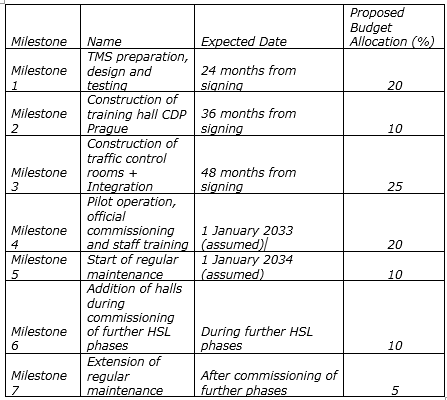 Milestone Name Expected Date Proposed Budget Allocation (%)
Milestone 1 TMS preparation, design and testing 24 months from signing 20
Milestone 2 Construction of training hall CDP Prague 36 months from signing 10
Milestone 3 Construction of traffic control rooms + Integration 48 months from signing 25
Milestone 4 Pilot operation, official commissioning and staff training 1 January 2033 (assumed) 20
Milestone 5 Start of regular maintenance 1 January 2034 (assumed) 10
Milestone 6 Addition of halls during commissioning of further HSL phases During further HSL phases 10
Milestone 7 Extension of regular maintenance After commissioning of further phases 5